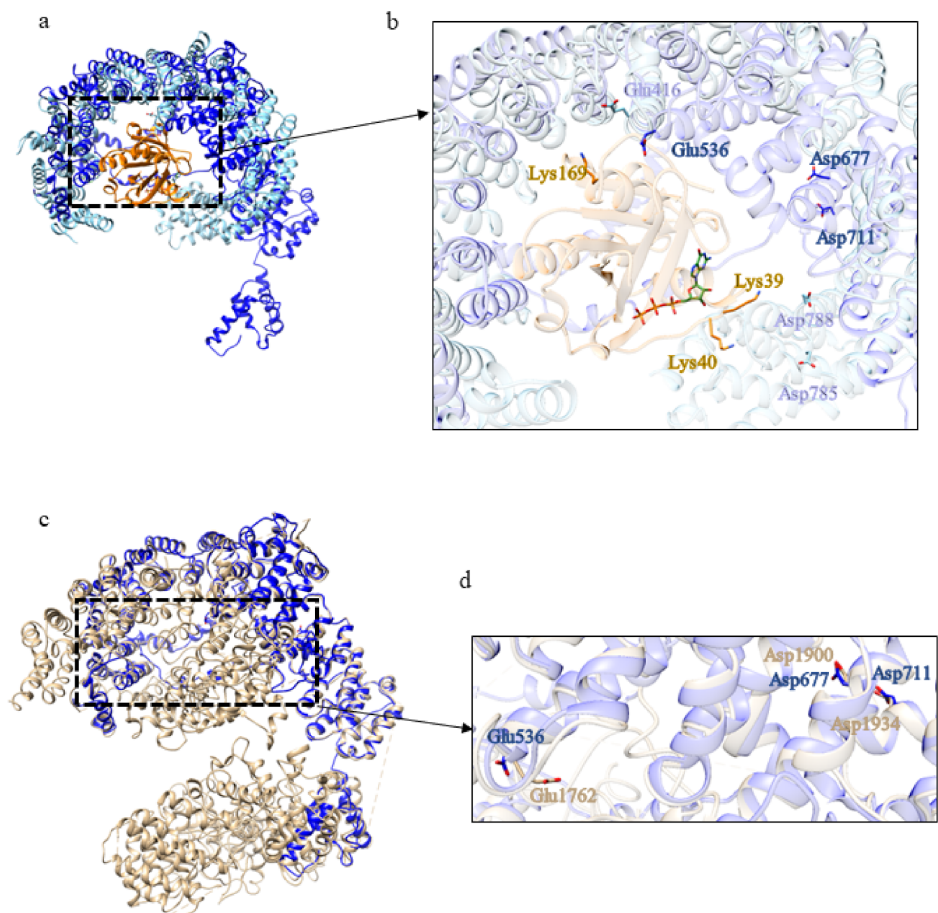 a
b
Gln416
Glu536
Asp677
Lys169
Asp711
Lys39
Asp788
Lys40
Asp785
c
d
Asp1900
Asp677
Asp711
Asp1934
Glu536
Glu1762